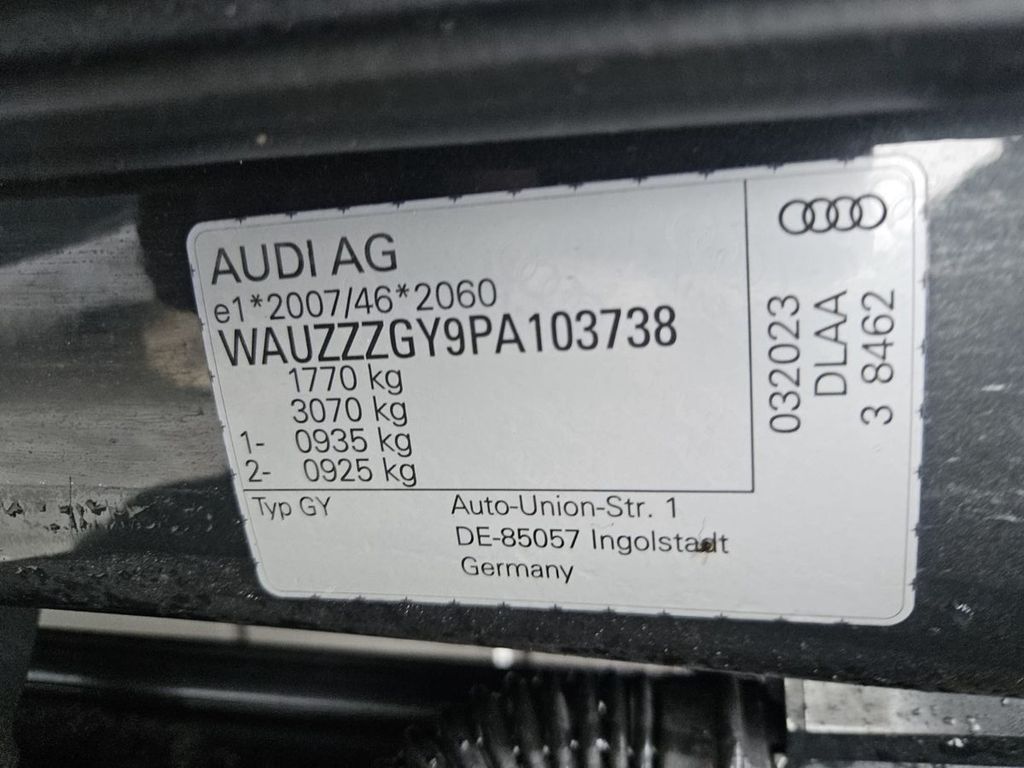 AUDI AG
e1*2007/46*2060
WAUZZZGY9PA103738
1770 kg
3070 kg
1- 0935 kg
2- 0925 kg
Typ GY
Auto-Union-Str. 1
DE-85057 Ingolstadt
Germany
032023
DLAA
3 8462